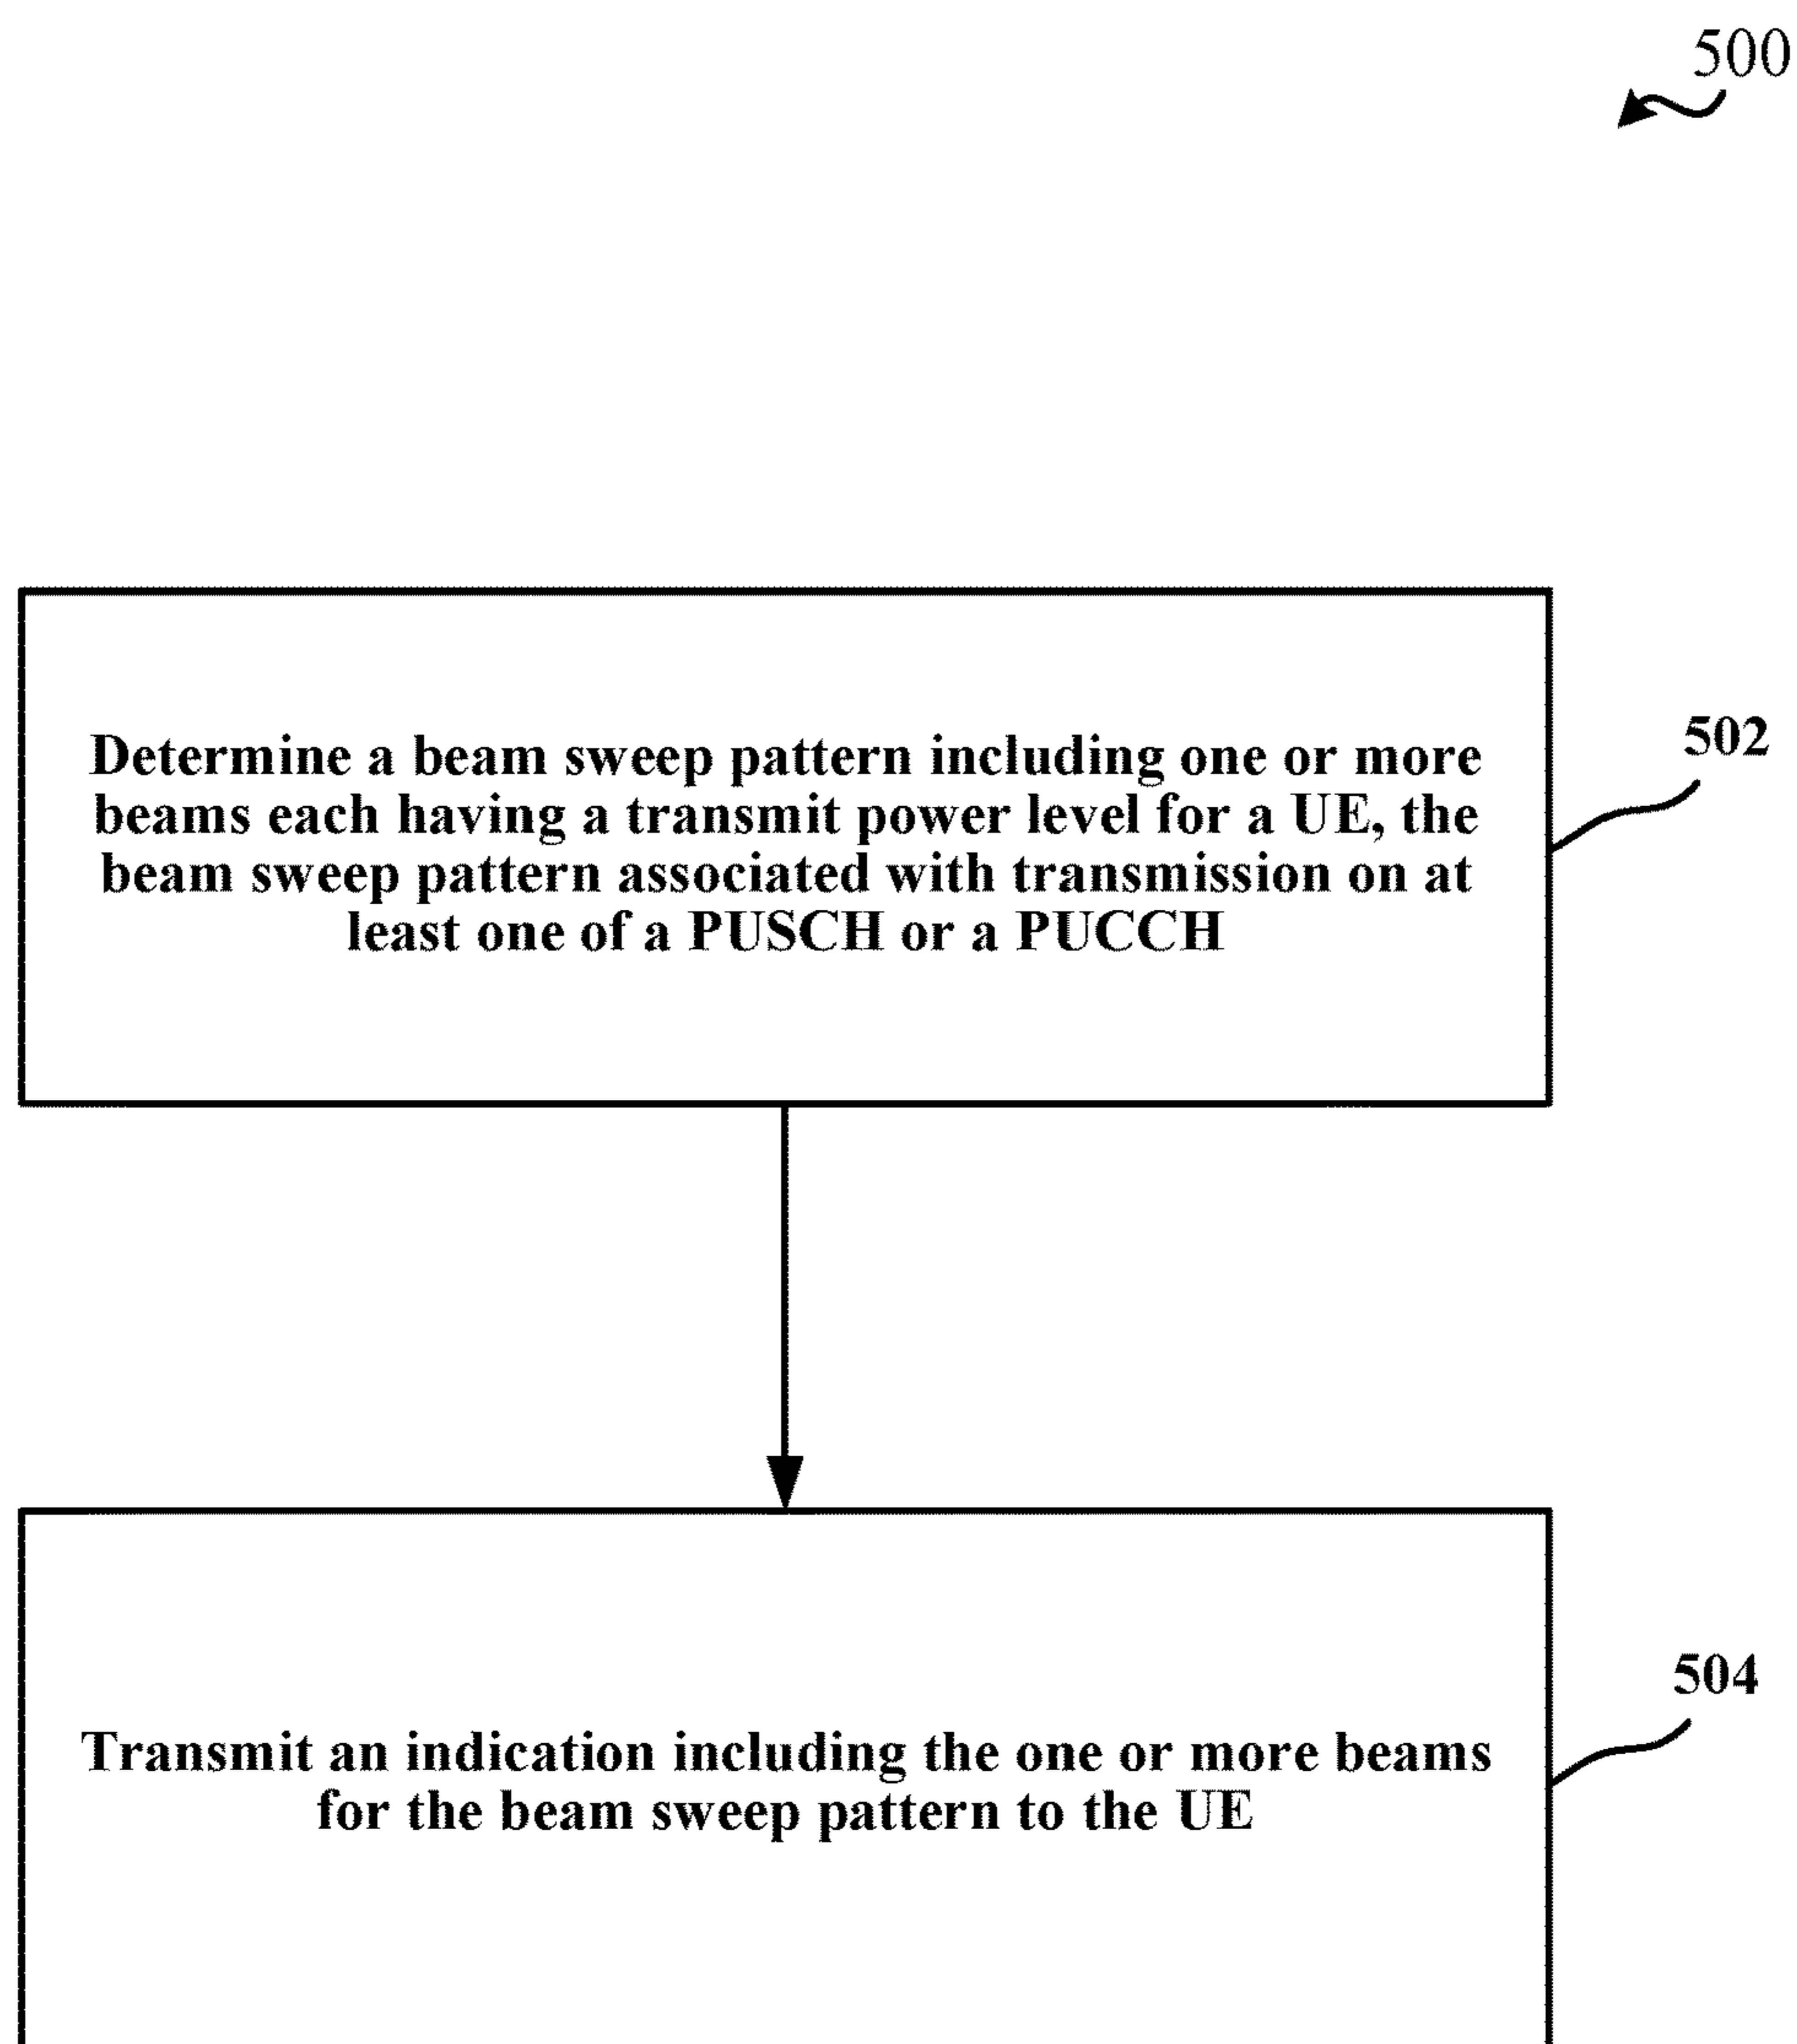 500
Determine a beam sweep pattern including one or more
beams each having a transmit power level for a UE, the
beam sweep pattern associated with transmission on at
least one of a PUSCH or a PUCCH
502
Transmit an indication including the one or more beams
for the beam sweep pattern to the UE
504